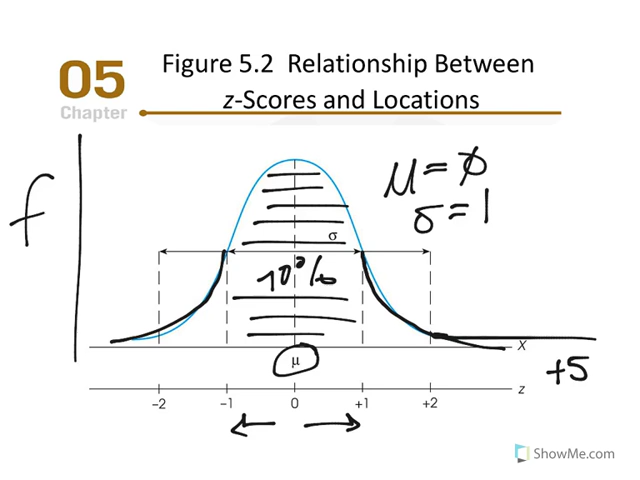 05
Chapter
Figure 5.2 Relationship Between
z-Scores and Locations
f
μ = ϕ
σ = 1
σ
70%
X
μ
+5
-2 -1 0 +1 +2 z
ShowMe.com